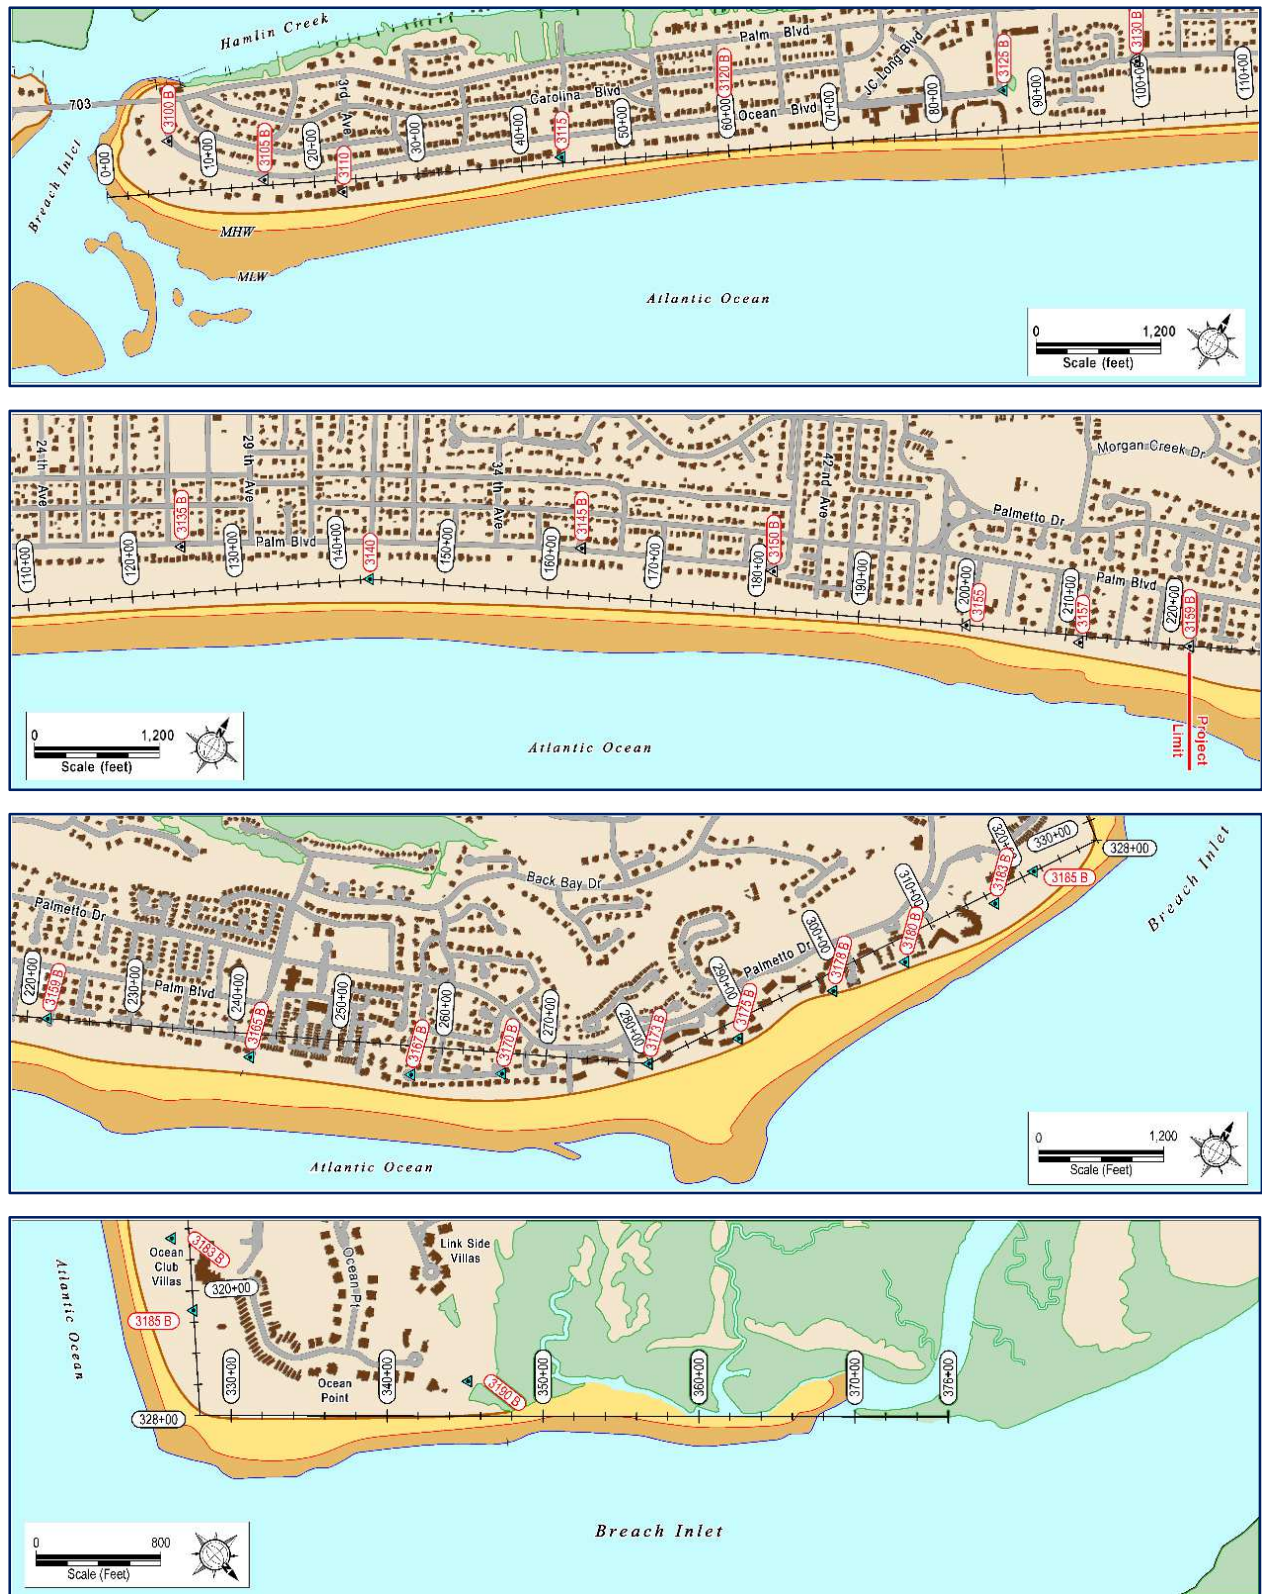 Hamlin Creek
Palm Blvd
3130 B
703
3100 B
3rd Ave
Carolina Blvd
3120 B
JC Long Blvd
3125 B
Ocean Blvd
0+00
10+00
3105 B
20+00
3110
30+00
40+00
3115
50+00
60+00
70+00
80+00
90+00
100+00
110+00
Breach Inlet
MHW
MLW
Atlantic Ocean
0 1,200
Scale (feet)
N
24 th Ave
29 th Ave
34 th Ave
42 nd Ave
Morgan Creek Dr
Palmetto Dr
3135 B
3145 B
3150 B
Palm Blvd
Palm Blvd
110+00
120+00
130+00
140+00
3140
150+00
160+00
170+00
180+00
190+00
200+00
3155
210+00
3157
220+00
3159 B
Project
Limit
0 1,200
Scale (feet)
N
Atlantic Ocean
Back Bay Dr
320+00
330+00
328+00
3183 B
3185 B
Breach Inlet
Palmetto Dr
310+00
3180 B
300+00
3178 B
Palmetto Dr
290+00
3175 B
220+00
3159 B
230+00
Palm Blvd
240+00
3165 B
250+00
3167 B
260+00
3170 B
270+00
280+00
3173 B
Atlantic Ocean
0 1,200
Scale (Feet)
N
Atlantic Ocean
Ocean
Club
Villas
3183 B
320+00
Ocean Pt
Link Side
Villas
3185 B
328+00
330+00
Ocean
Point
340+00
3190 B
350+00
360+00
370+00
376+00
Breach Inlet
0 800
Scale (Feet)
N